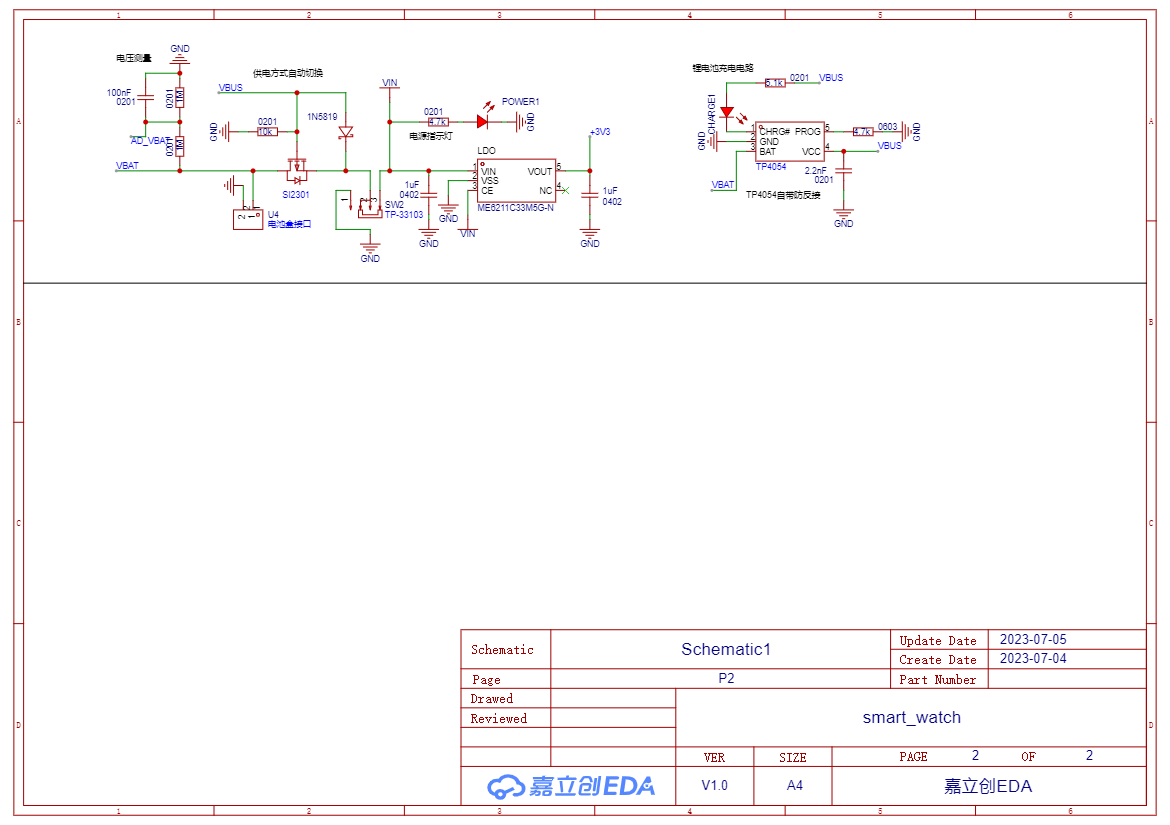 1 2 3 4 5 6
A
B
C
D
A
B
C
D
电压测量
GND
100nF
0201
0201
1M
AD_VBAT
0201
1M
VBAT
供电方式自动切换
VBUS
GND
0201
10k
1N5819
SI2301
2 1
2 1
U4
电池盒接口
1 2 3
SW2
TP-33103
GND
VIN
0201
4.7k
电源指示灯
POWER1
GND
1uF
0402
GND
LDO
1 VIN
2 VSS
3 CE
VOUT 5
NC 4
ME6211C33M5G-N
GND
VIN
+3V3
1uF
0402
GND
锂电池充电电路
5.1k
0201
VBUS
CHARGE1
GND
1 CHRG#
2 GND
3 BAT
PROG 5
VCC 4
TP4054
VBAT
4.7k
0603
GND
VBUS
2.2nF
0201
GND
TP4054自带防反接
Schematic
Schematic1
Update Date 2023-07-05
Create Date 2023-07-04
Page
P2
Part Number
Drawed
Reviewed
smart_watch
VER SIZE PAGE 2 OF 2
嘉立创EDA
V1.0 A4 嘉立创EDA
1 2 3 4 5 6